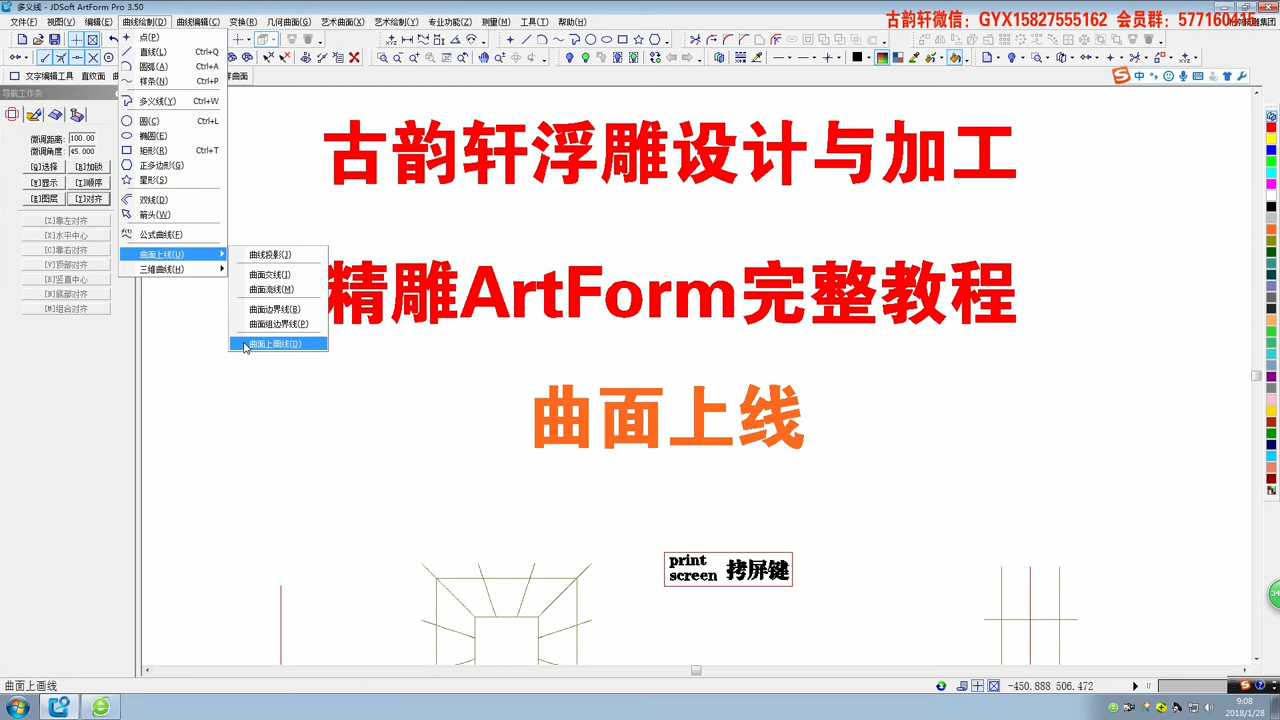 多义线 - JDSoft ArtForm Pro 3.50
古韵轩微信：GYX15827555162 会员群：577160415
文件(F) 视图(V) 编辑(E) 曲线绘制(D) 曲线编辑(C) 变换(R) 几何曲面(G) 艺术曲面(X) 艺术绘制(Y) 专业功能(Z) 测量(M) 工具(T) 帮助(H)
点(P)
直线(L) Ctrl+Q
圆弧(A) Ctrl+A
样条(N) Ctrl+P
多义线(Y) Ctrl+W
圆(C) Ctrl+L
椭圆(E)
矩形(R) Ctrl+T
正多边形(G)
星形(S)
双线(D)
箭头(W)
公式曲线(F)
曲面上线(U)
三维曲线(H)
曲线投影(J)
曲面交线(I)
曲面流线(M)
曲面边界线(B)
曲面组边界线(P)
曲面上画线(D)
文字编辑工具 直纹面
导航工作条
微调距离: 100.00
微调角度: 45.000
[Q]选择 [R]加锁
[W]显示 [T]顺序
[E]图层 [Y]对齐
[Z]靠左对齐
[X]水平中心
[C]靠右对齐
[V]顶部对齐
[B]竖直中心
[N]底部对齐
[M]组合对齐
古韵轩浮雕设计与加工
精雕ArtForm完整教程
曲面上线
print
screen 拷屏键
曲面上画线
-450.888 506.472
9:08
2018/1/28